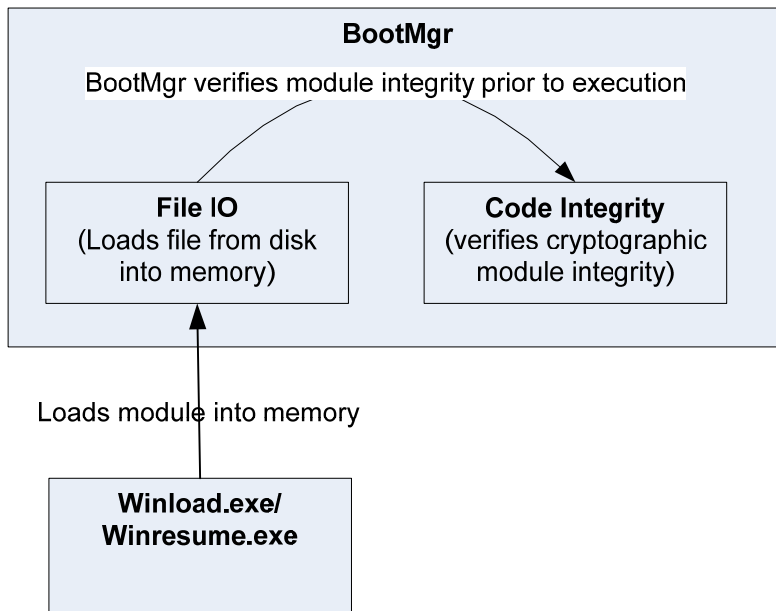 BootMgr
BootMgr verifies module integrity prior to execution
File IO
(Loads file from disk
into memory)
Code Integrity
(verifies cryptographic
module integrity)
Loads module into memory
Winload.exe/
Winresume.exe